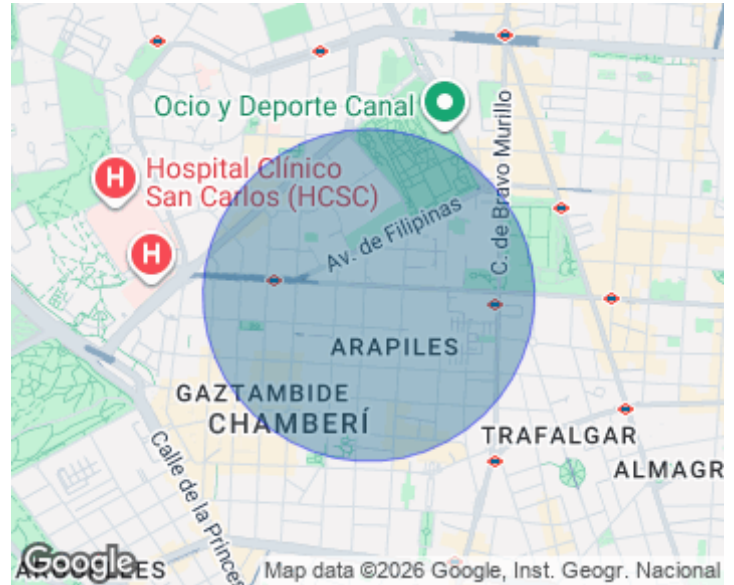 Ocio y Deporte Canal
H
Hospital Clínico
San Carlos (HCSC)
H
Av. de Filipinas
C. de Bravo Murillo
ARAPILES
GAZTAMBIDE
CHAMBERÍ
TRAFALGAR
ALMAGR
Calle de la Princes
Google
Map data ©2026 Google, Inst. Geogr. Nacional